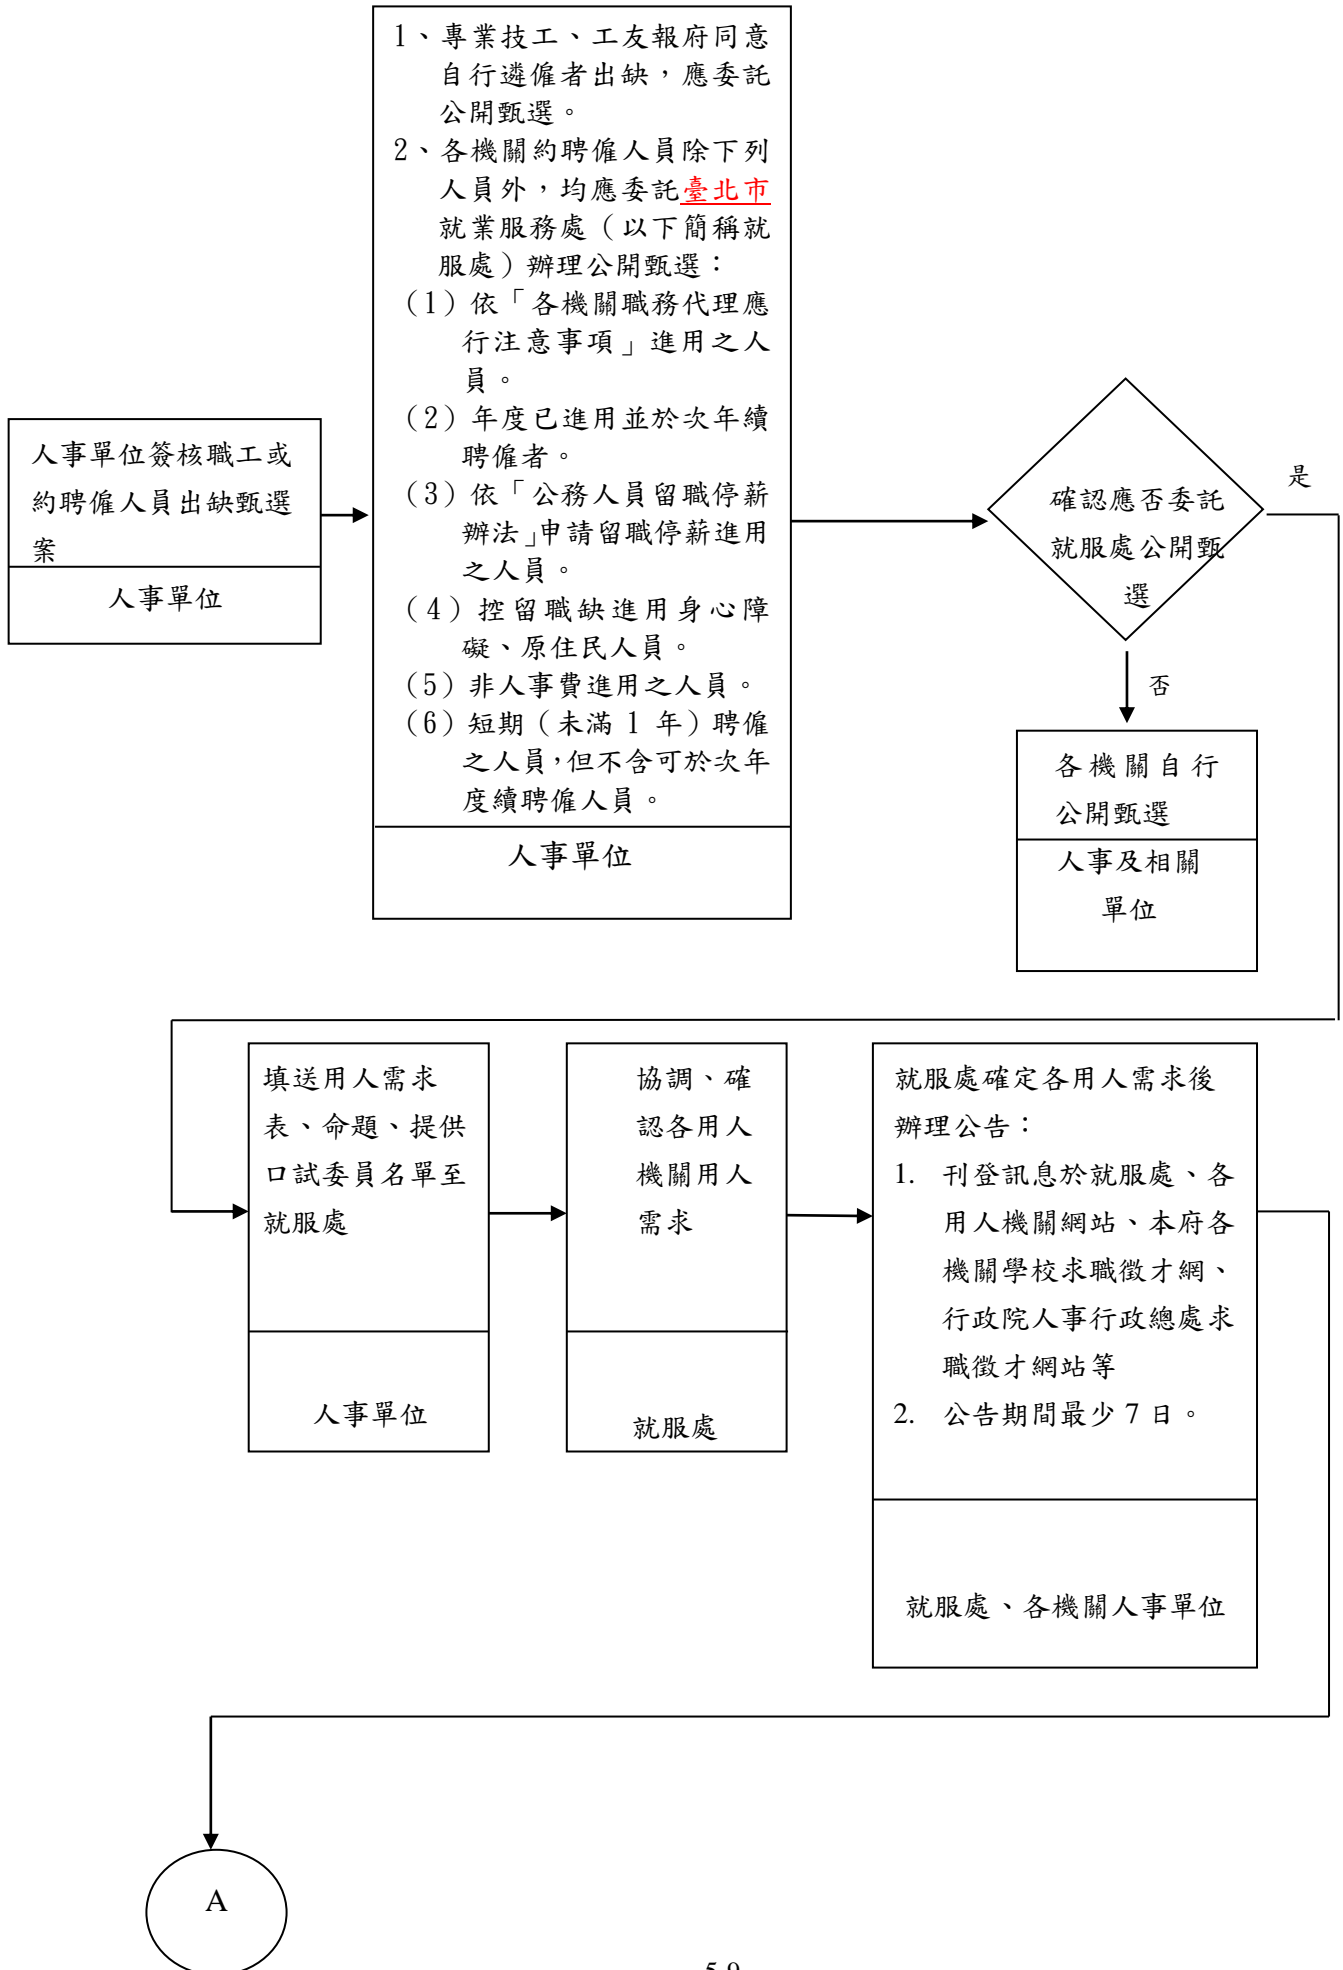 人事單位簽核職工或
約聘僱人員出缺甄選
案
人事單位
1、專業技工、工友報府同意
自行遴僱者出缺，應委託
公開甄選。
2、各機關約聘僱人員除下列
人員外，均應委託臺北市
就業服務處（以下簡稱就
服處）辦理公開甄選：
（1）依「各機關職務代理應
行注意事項」進用之人
員。
（2）年度已進用並於次年續
聘僱者。
（3）依「公務人員留職停薪
辦法」申請留職停薪進用
之人員。
（4）控留職缺進用身心障
礙、原住民人員。
（5）非人事費進用之人員。
（6）短期（未滿 1 年）聘僱
之人員，但不含可於次年
度續聘僱人員。
人事單位
確認應否委託
就服處公開甄
選
是
否
各機關自行
公開甄選
人事及相關
單位
填送用人需求
表、命題、提供
口試委員名單至
就服處
人事單位
協調、確
認各用人
機關用人
需求
就服處
就服處確定各用人需求後
辦理公告：
1. 刊登訊息於就服處、各
用人機關網站、本府各
機關學校求職徵才網、
行政院人事行政總處求
職徵才網站等
2. 公告期間最少 7 日。
就服處、各機關人事單位
A
5-9